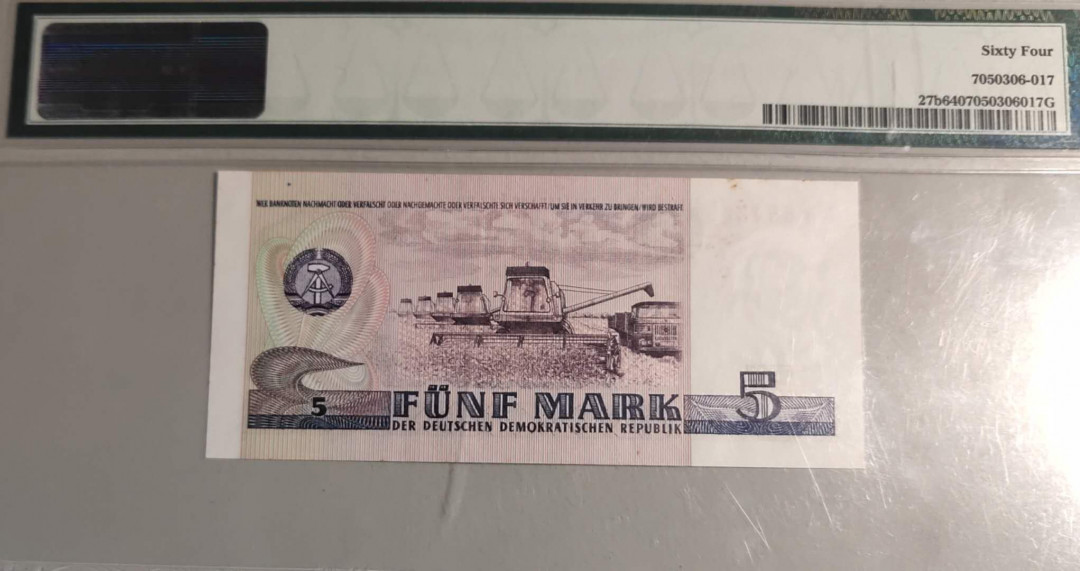 Sixty Four
7050306-017
27b6407050306017G
WER BANKNOTEN NACHMACHT ODER VERFÄLSCHT ODER NACHGEMACHTE ODER VERFÄLSCHTE SICH VERSCHAFFT/UM SIE IN VERKEHR ZU BRINGEN/WIRD BESTRAFT
5 FÜNF MARK 5
DER DEUTSCHEN DEMOKRATISCHEN REPUBLIK